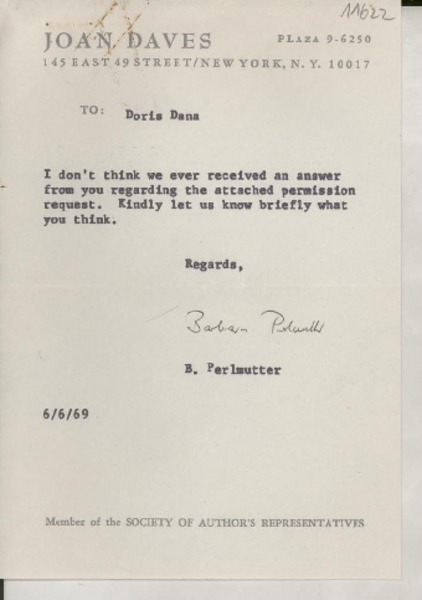 11622
JOAN DAVES PLAZA 9-6250
145 EAST 49 STREET/NEW YORK, N. Y. 10017
TO: Doris Dana
I don't think we ever received an answer
from you regarding the attached permission
request. Kindly let us know briefly what
you think.
Regards,
Barbara Perlmutter
B. Perlmutter
6/6/69
Member of the SOCIETY OF AUTHOR'S REPRESENTATIVES